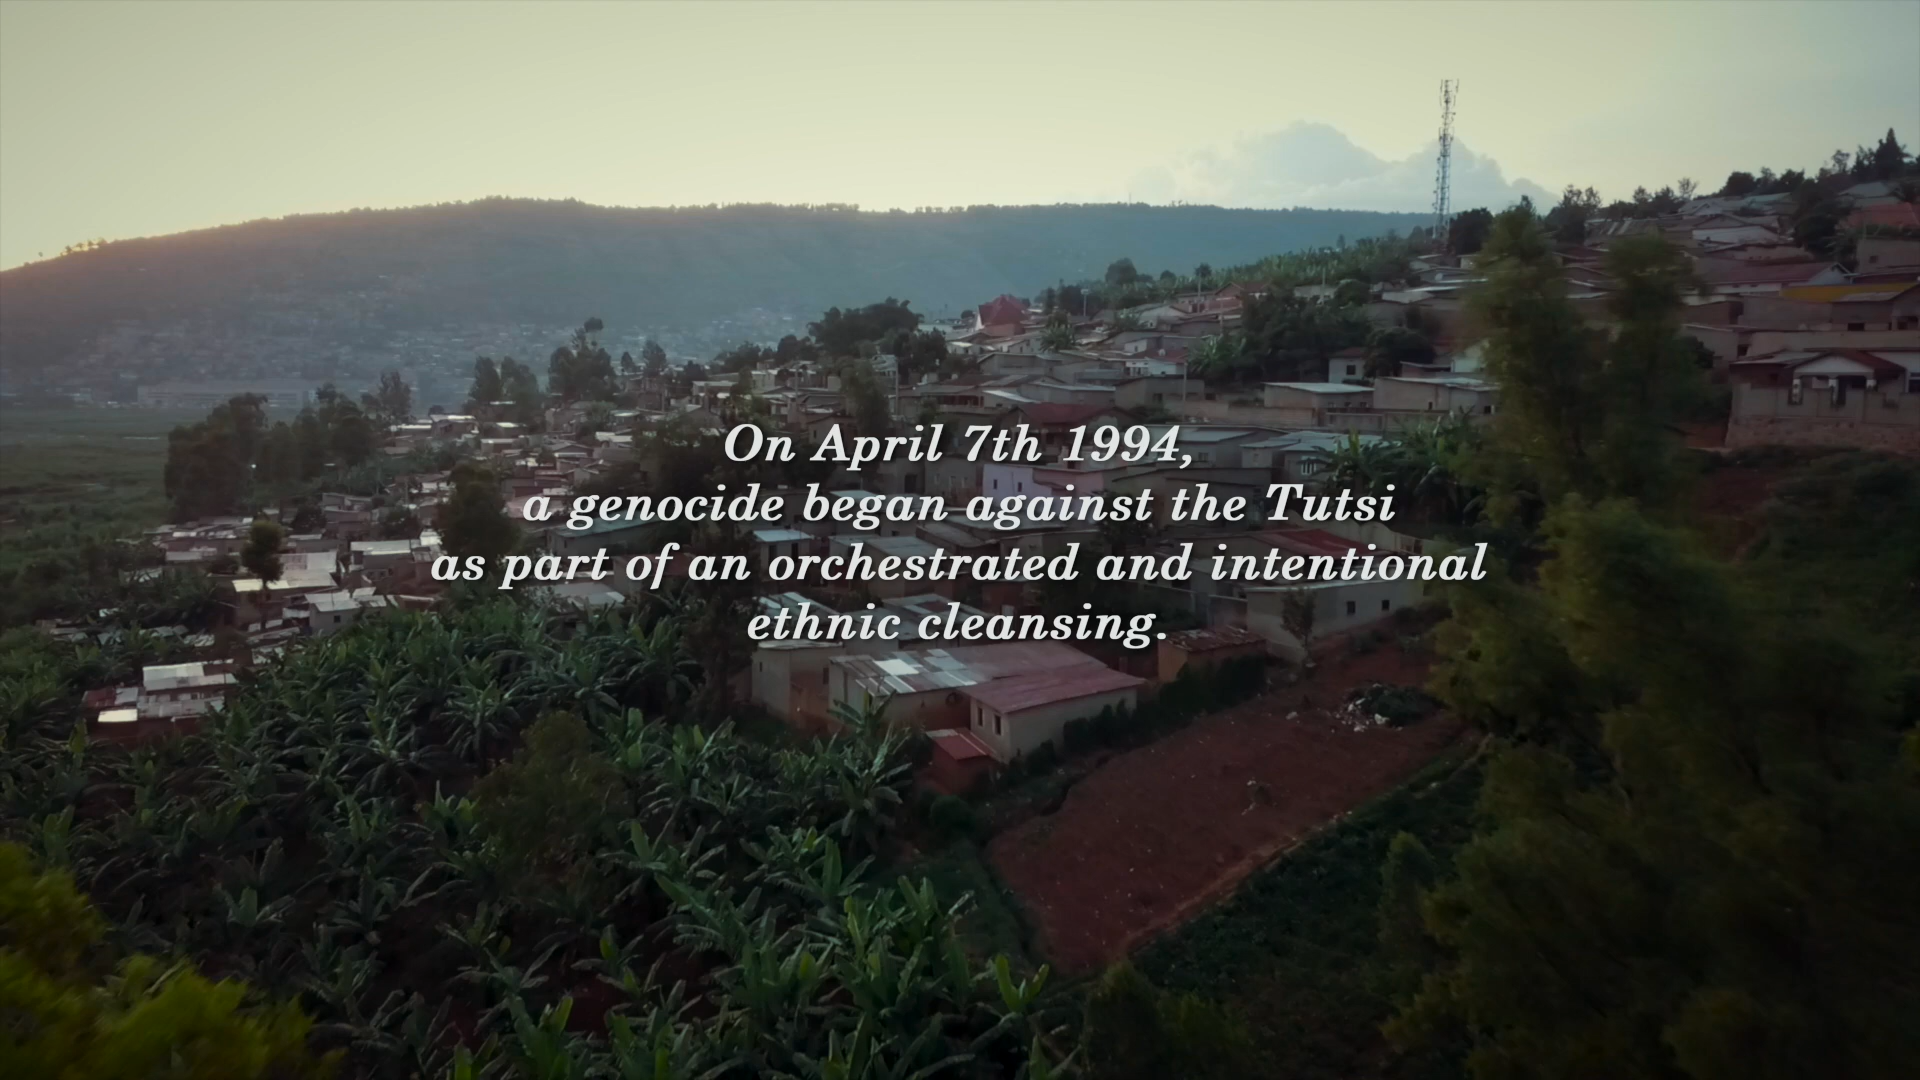 On April 7th 1994,
a genocide began against the Tutsi
as part of an orchestrated and intentional
ethnic cleansing.